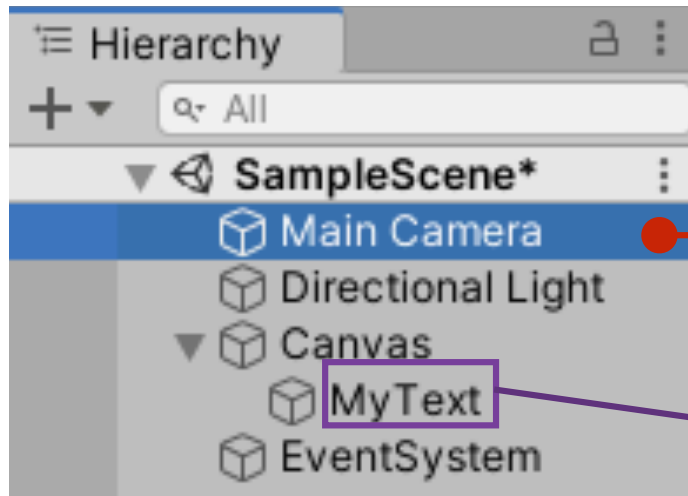 Hierarchy
All
SampleScene*
Main Camera
Directional Light
Canvas
MyText
EventSystem